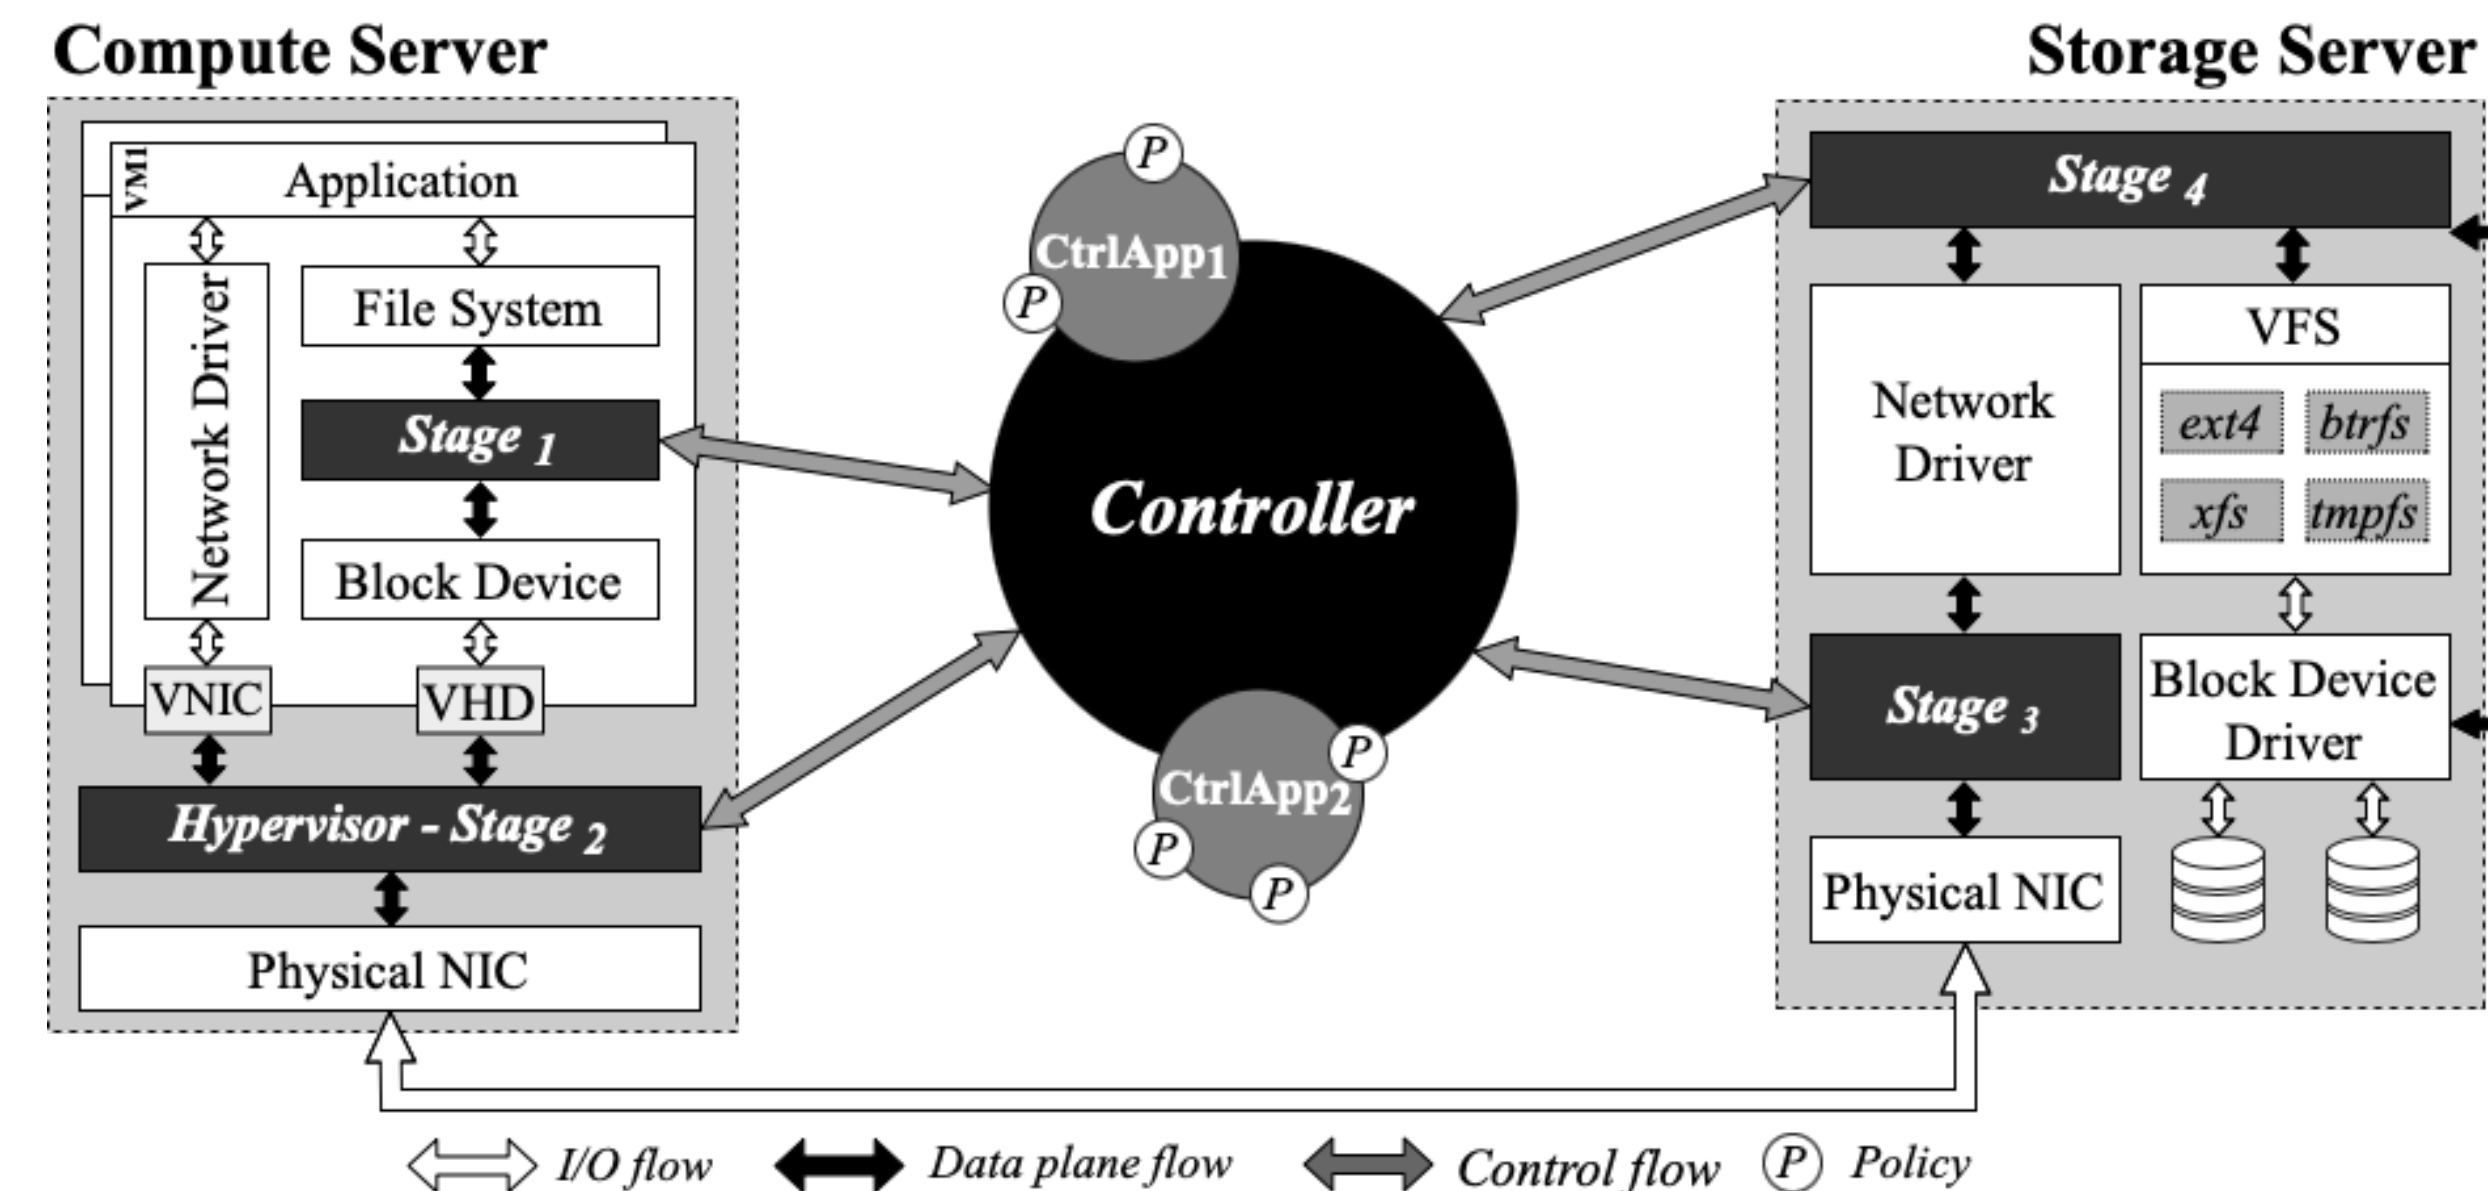 Compute Server
Storage Server
VM1
Application
Network Driver
File System
Stage 1
Block Device
VNIC
VHD
Hypervisor - Stage 2
Physical NIC
CtrlApp1
P
P
Controller
CtrlApp2
P
P
P
Stage 4
Network
Driver
VFS
ext4
btrfs
xfs
tmpfs
Stage 3
Block Device
Driver
Physical NIC
I/O flow
Data plane flow
Control flow
P
Policy